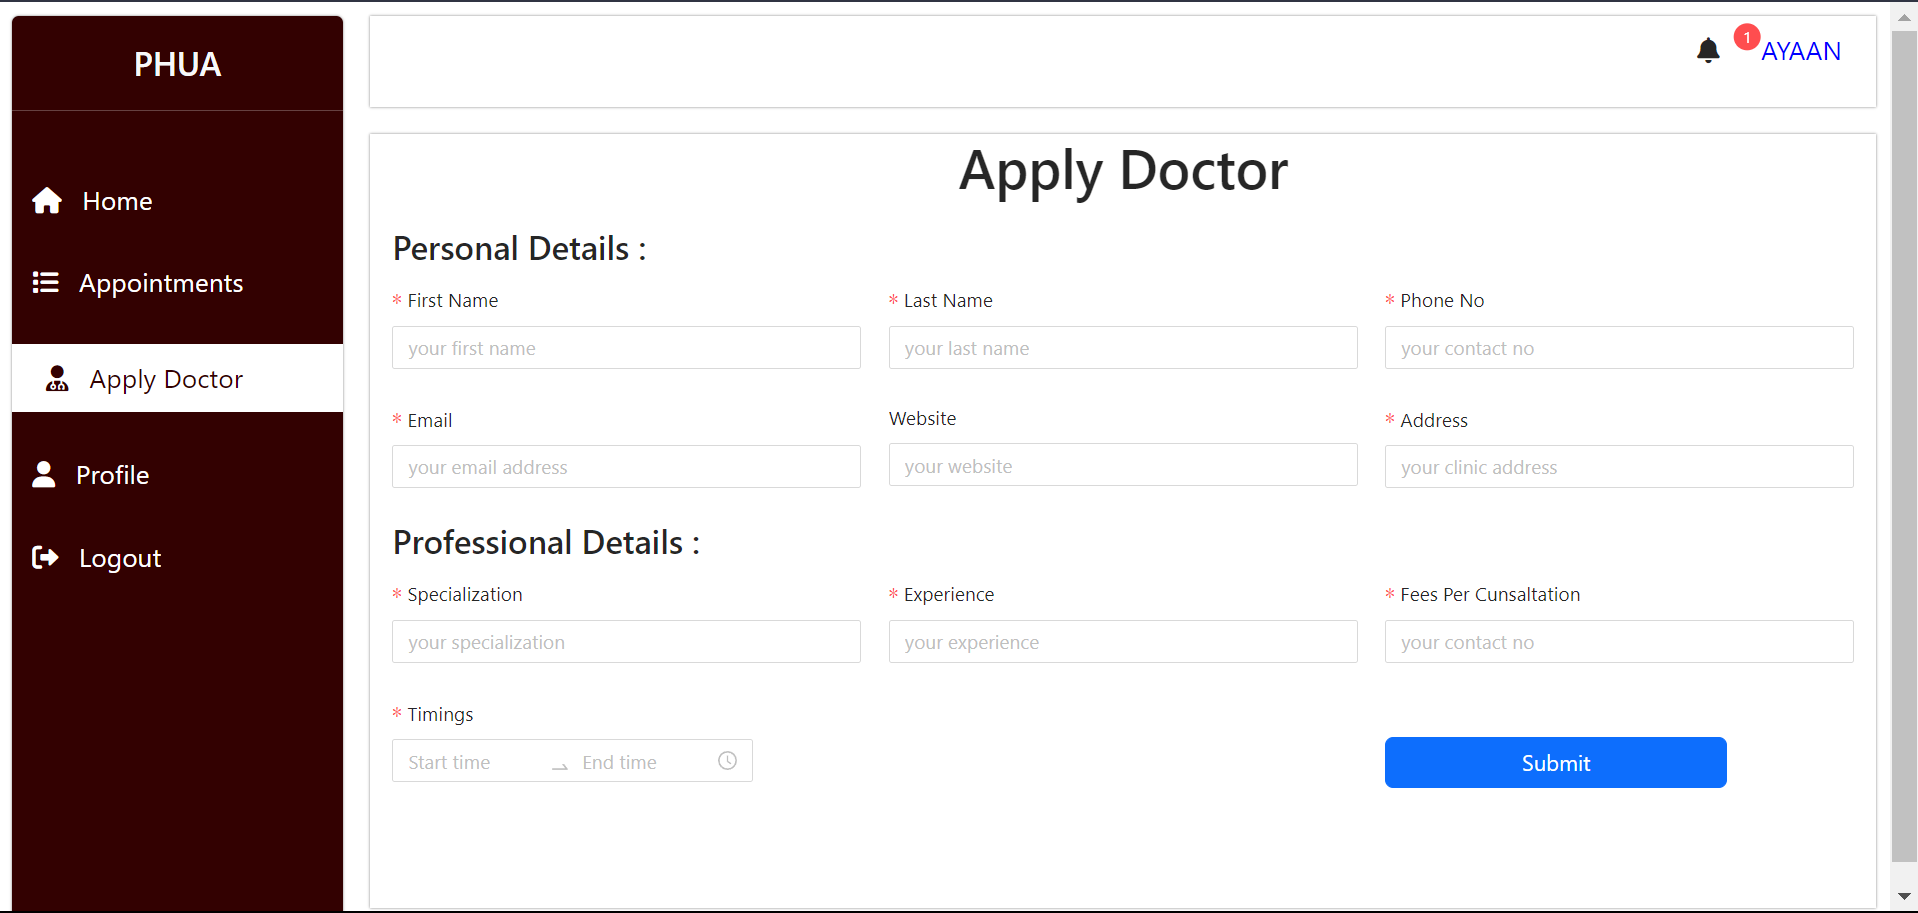 PHUA
Home
Appointments
Apply Doctor
Profile
Logout
1
AYAAN
Apply Doctor
Personal Details :
* First Name * Last Name * Phone No
your first name your last name your contact no
* Email Website * Address
your email address your website your clinic address
Professional Details :
* Specialization * Experience * Fees Per Cunsaltation
your specialization your experience your contact no
* Timings
Start time End time Submit